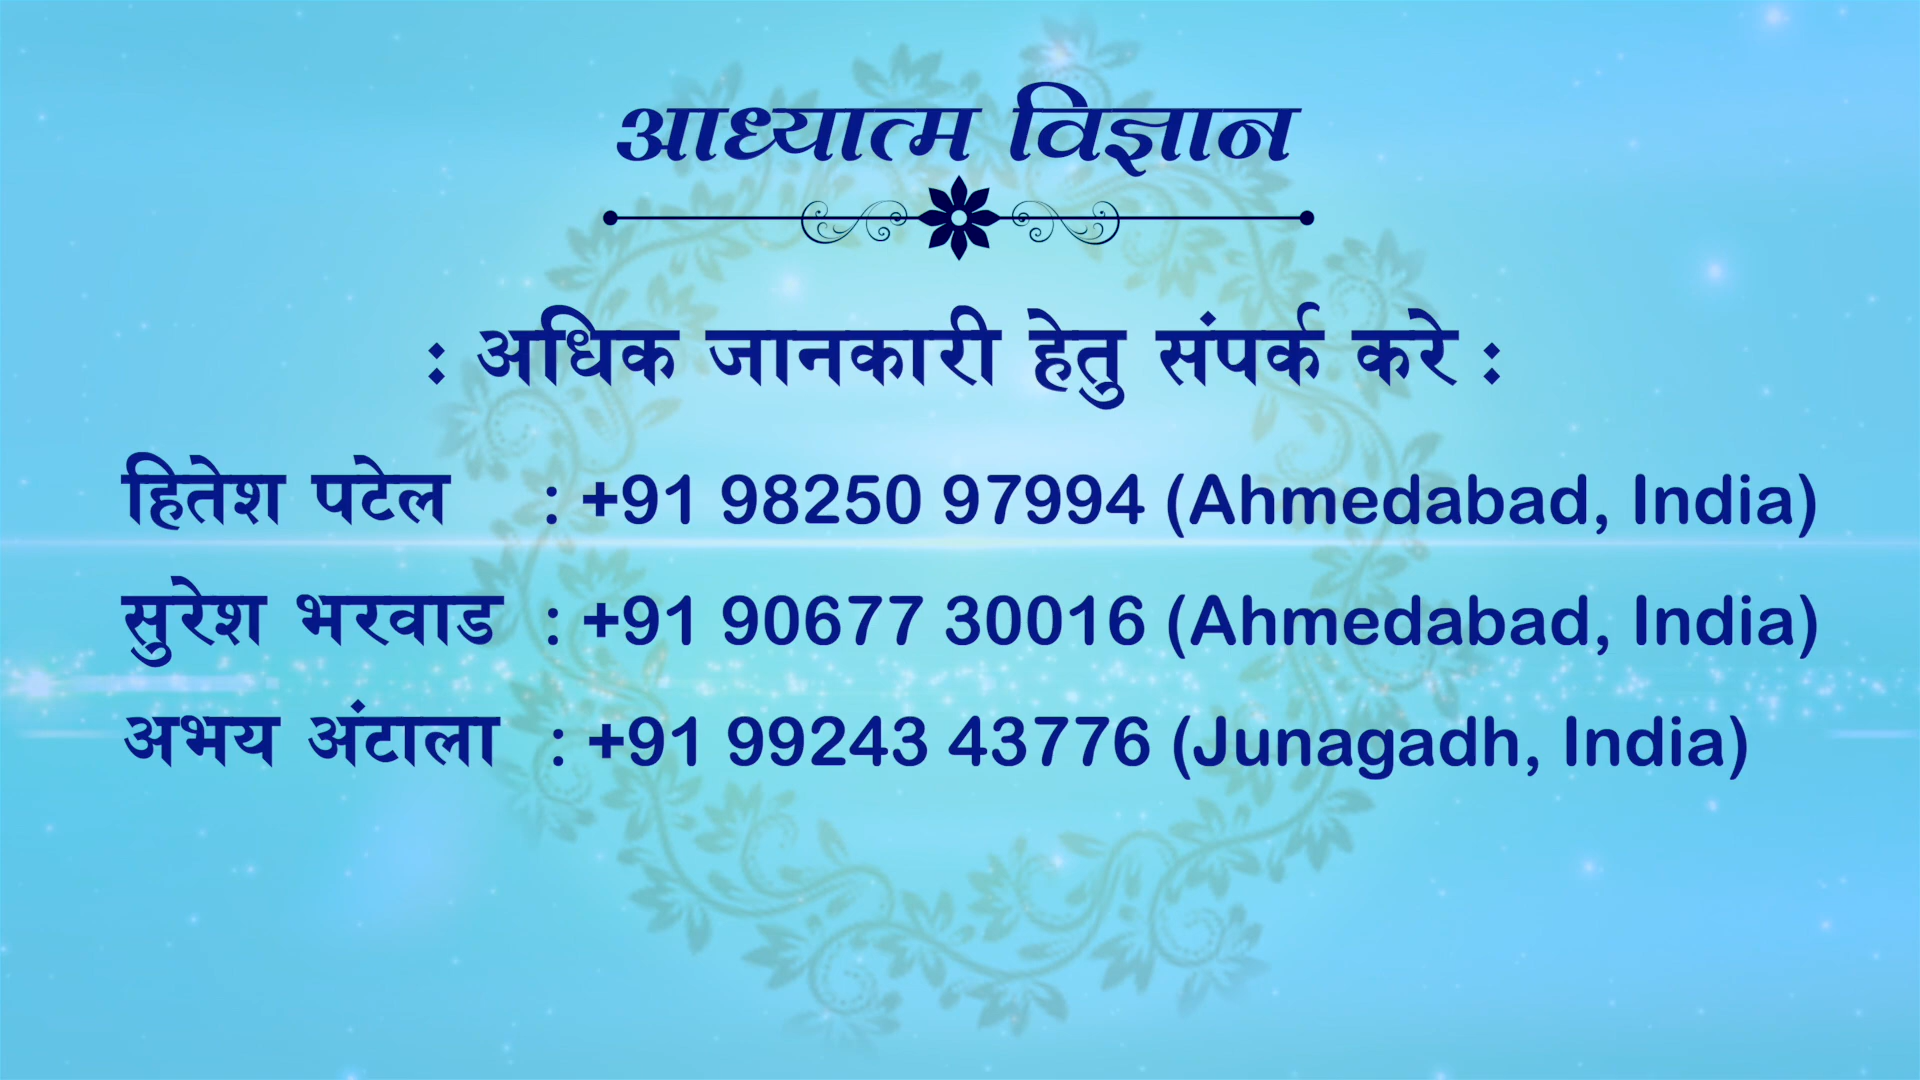 आध्यात्म विज्ञान
: अधिक जानकारी हेतु संपर्क करे :
हितेश पटेल : +91 98250 97994 (Ahmedabad, India)
सुरेश भरवाड : +91 90677 30016 (Ahmedabad, India)
अभय अंटाला : +91 99243 43776 (Junagadh, India)